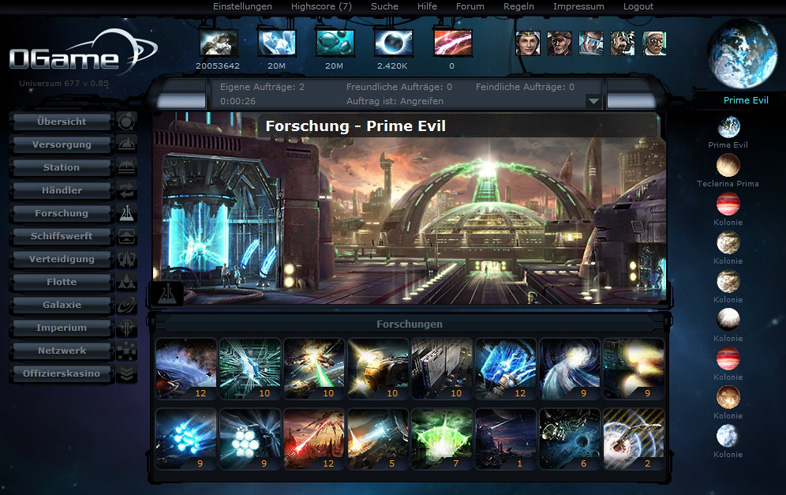 Einstellungen Highscore (7) Suche Hilfe Forum Regeln Impressum Logout
OGame
Universum 677 v 0.85
20053642 20M 20M 2.420K 0
Eigene Aufträge: 2 Freundliche Aufträge: 0 Feindliche Aufträge: 0
0:00:26 Auftrag ist: Angreifen
Prime Evil
Forschung - Prime Evil
Übersicht
Versorgung
Station
Händler
Forschung
Schiffswerft
Verteidigung
Flotte
Galaxie
Imperium
Netzwerk
Offizierskasino
Prime Evil
Teclerina Prima
Kolonie
Kolonie
Kolonie
Kolonie
Kolonie
Kolonie
Kolonie
Forschungen
12 10 10 10 10 12 9 9
9 9 12 5 7 1 6 2